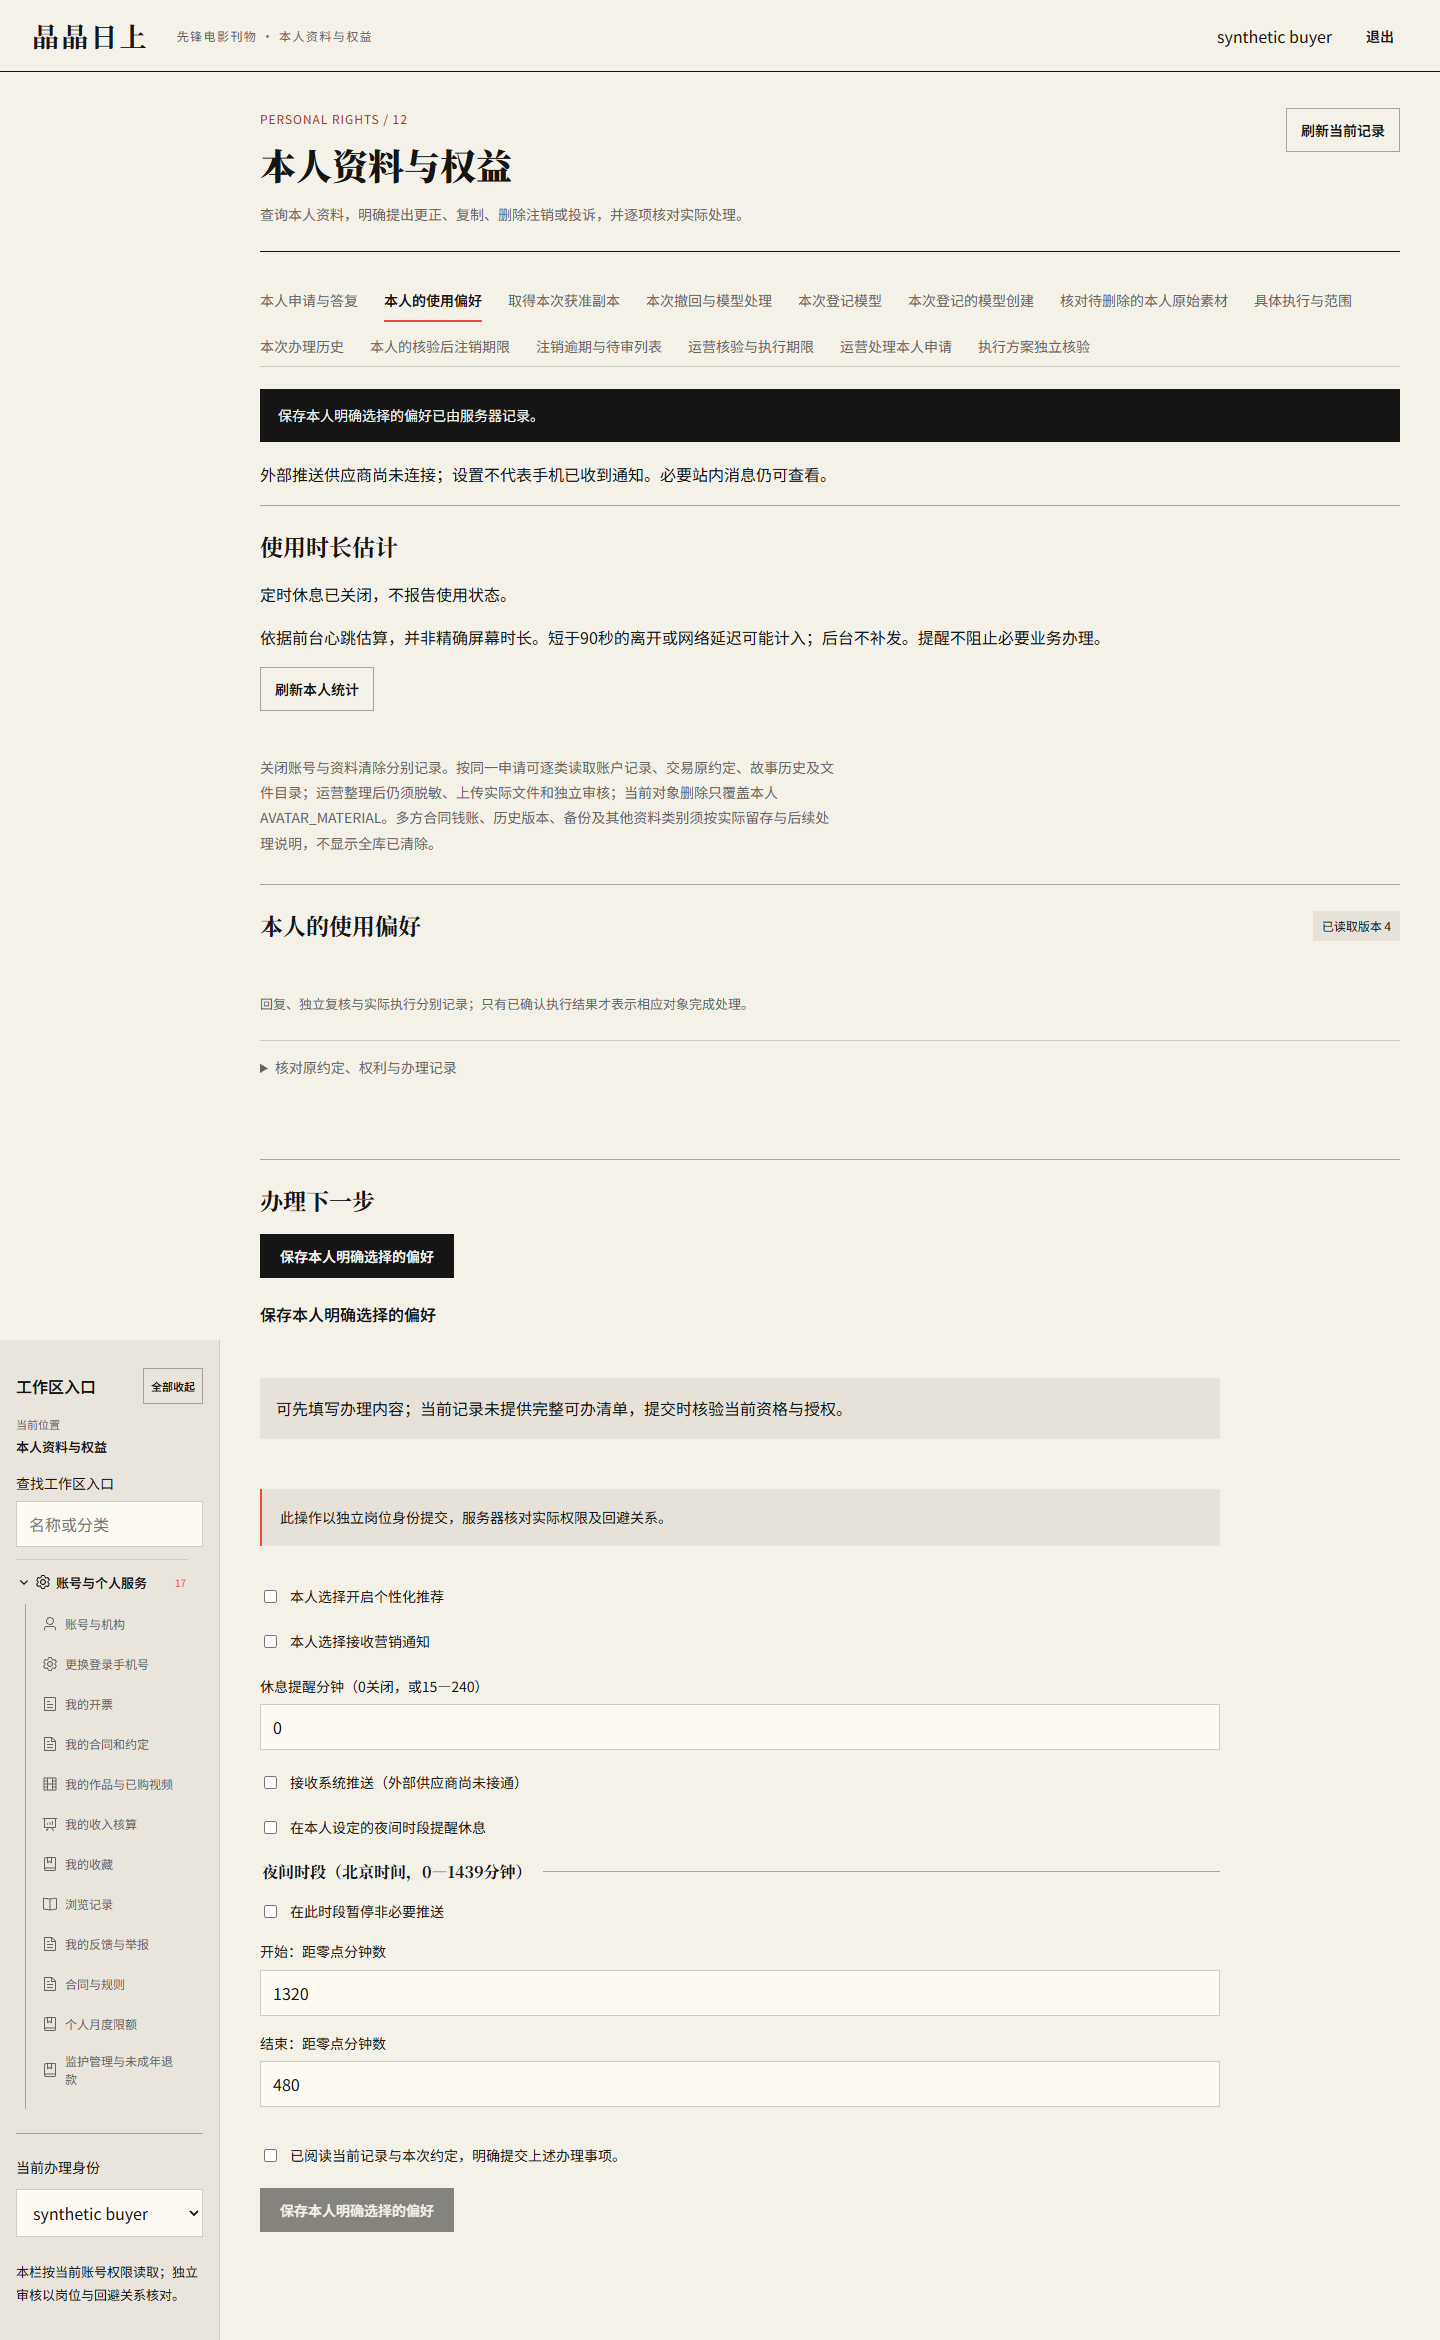 晶晶日上
先锋电影刊物 · 本人资料与权益
synthetic buyer
退出
PERSONAL RIGHTS / 12
本人资料与权益
查询本人资料，明确提出更正、复制、删除注销或投诉，并逐项核对实际处理。
刷新当前记录
本人申请与答复 本人的使用偏好 取得本次获准副本 本次撤回与模型处理 本次登记模型 本次登记的模型创建 核对待删除的本人原始素材 具体执行与范围
本次办理历史 本人的核验后注销期限 注销逾期与待审列表 运营核验与执行期限 运营处理本人申请 执行方案独立核验
保存本人明确选择的偏好已由服务器记录。
外部推送供应商尚未连接；设置不代表手机已收到通知。必要站内消息仍可查看。
使用时长估计
定时休息已关闭，不报告使用状态。
依据前台心跳估算，并非精确屏幕时长。短于90秒的离开或网络延迟可能计入；后台不补发。提醒不阻止必要业务办理。
刷新本人统计
关闭账号与资料清除分别记录。按同一申请可逐类读取账户记录、交易原约定、故事历史及文
件目录；运营整理后仍须脱敏、上传实际文件和独立审核；当前对象删除只覆盖本人
AVATAR_MATERIAL。多方合同钱账、历史版本、备份及其他资料类别须按实际留存与后续处
理说明，不显示全库已清除。
本人的使用偏好
已读取版本 4
回复、独立复核与实际执行分别记录；只有已确认执行结果才表示相应对象完成处理。
核对原约定、权利与办理记录
办理下一步
保存本人明确选择的偏好
保存本人明确选择的偏好
可先填写办理内容；当前记录未提供完整可办清单，提交时核验当前资格与授权。
此操作以独立岗位身份提交，服务器核对实际权限及回避关系。
本人选择开启个性化推荐
本人选择接收营销通知
休息提醒分钟（0关闭，或15—240）
0
接收系统推送（外部供应商尚未接通）
在本人设定的夜间时段提醒休息
夜间时段（北京时间，0—1439分钟）
在此时段暂停非必要推送
开始：距零点分钟数
1320
结束：距零点分钟数
480
已阅读当前记录与本次约定，明确提交上述办理事项。
保存本人明确选择的偏好
工作区入口
全部收起
当前位置
本人资料与权益
查找工作区入口
名称或分类
账号与个人服务 17
账号与机构
更换登录手机号
我的开票
我的合同和约定
我的作品与已购视频
我的收入核算
我的收藏
浏览记录
我的反馈与举报
合同与规则
个人月度限额
监护管理与未成年退
款
当前办理身份
synthetic buyer
本栏按当前账号权限读取；独立
审核以岗位与回避关系核对。